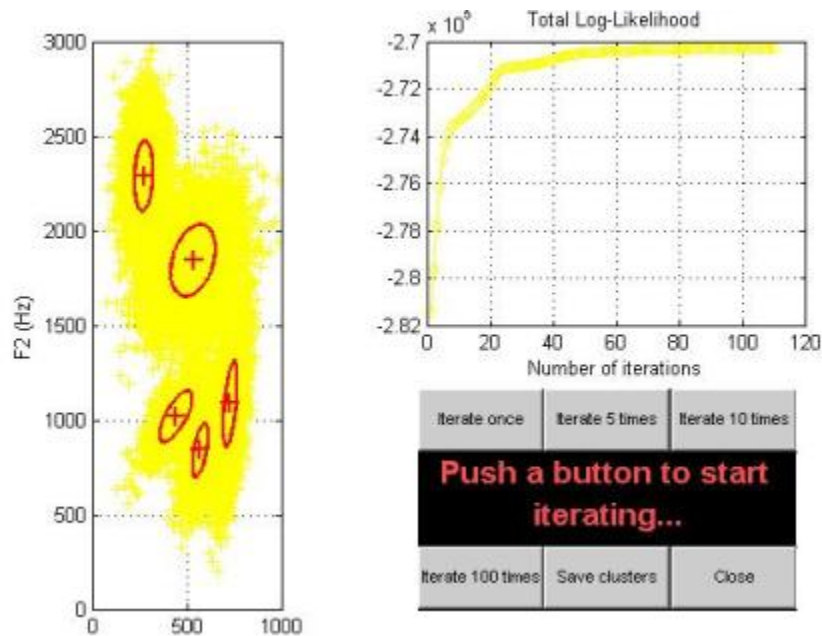 3000
2500
2000
1500
1000
500
0
F2 (Hz)
0 500 1000
x 10^5
Total Log-Likelihood
-2.7
-2.72
-2.74
-2.76
-2.78
-2.8
-2.82
0 20 40 60 80 100 120
Number of iterations
Iterate once Iterate 5 times Iterate 10 times
Push a button to start
iterating...
Iterate 100 times Save clusters Close